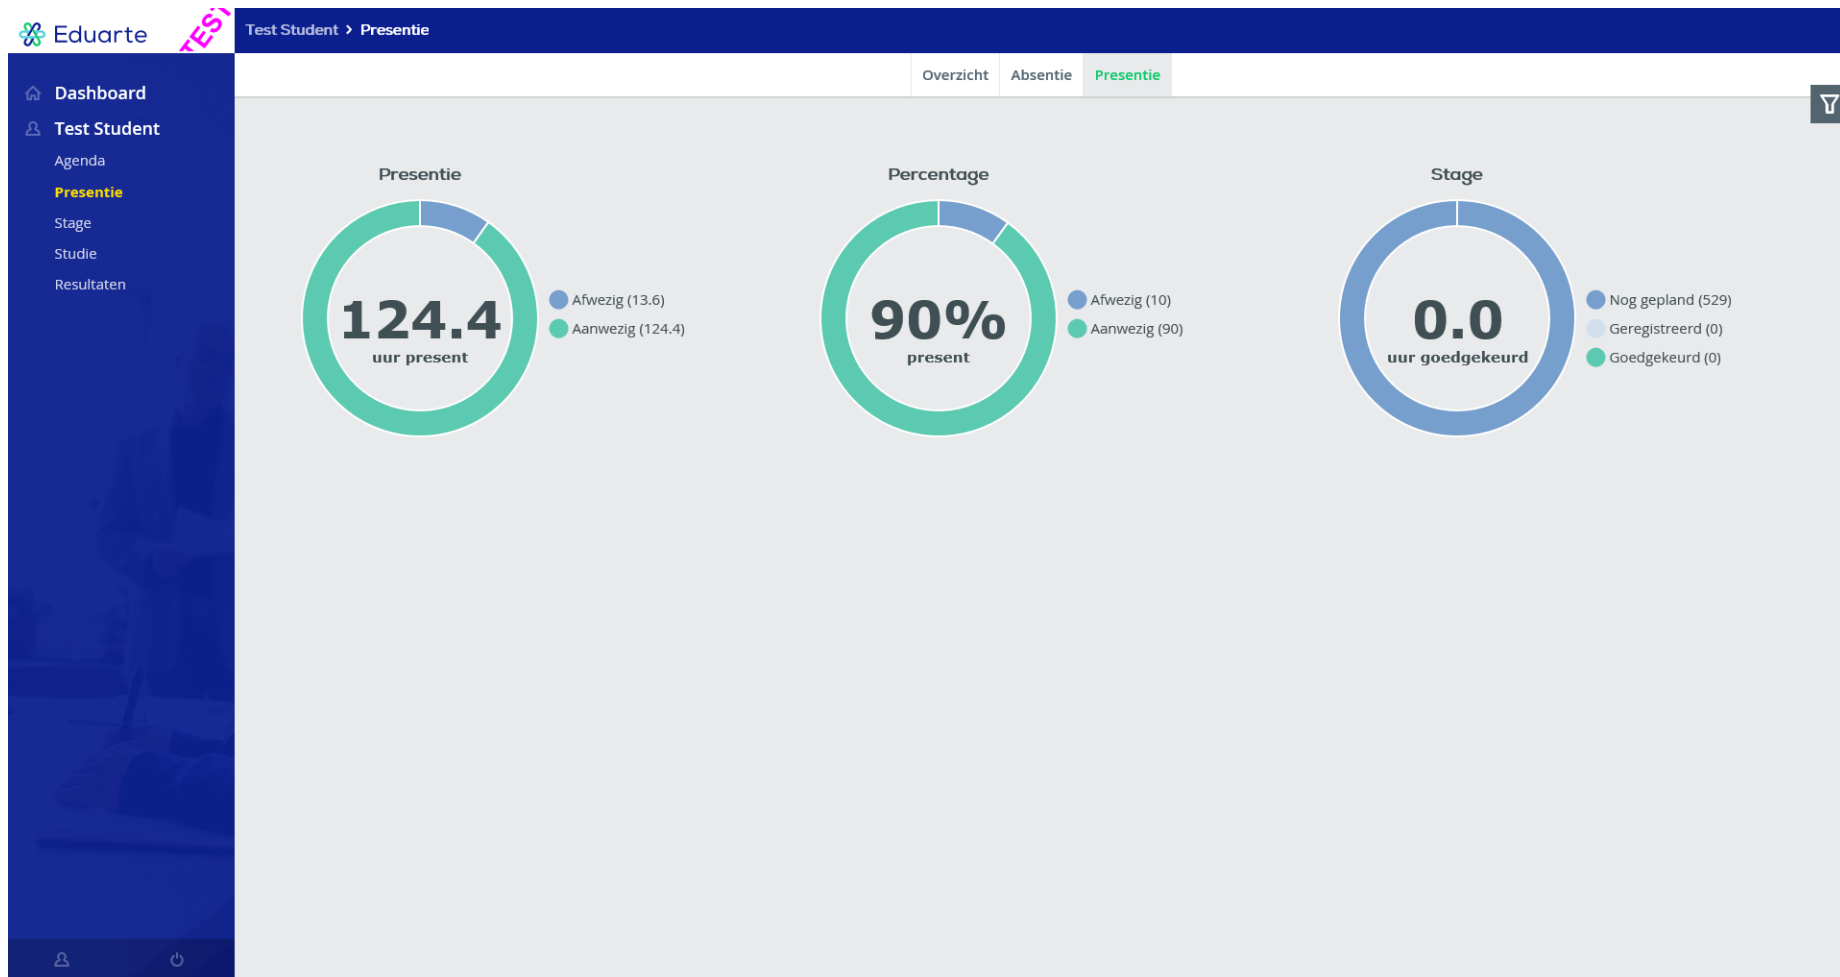 Eduarte
TEST
Test Student > Presentie
Dashboard
Test Student
Agenda
Presentie
Stage
Studie
Resultaten
Overzicht
Absentie
Presentie
Presentie
124.4
uur present
Afwezig (13.6)
Aanwezig (124.4)
Percentage
90%
present
Afwezig (10)
Aanwezig (90)
Stage
0.0
uur goedgekeurd
Nog gepland (529)
Geregistreerd (0)
Goedgekeurd (0)